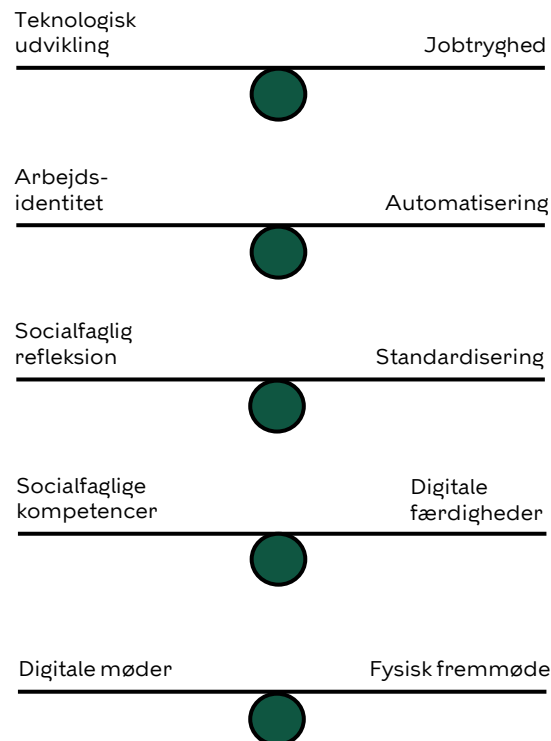 Teknologisk
udvikling
Jobtryghed
Arbejds-
identitet
Automatisering
Socialfaglig
refleksion
Standardisering
Socialfaglige
kompetencer
Digitale
færdigheder
Digitale møder
Fysisk fremmøde